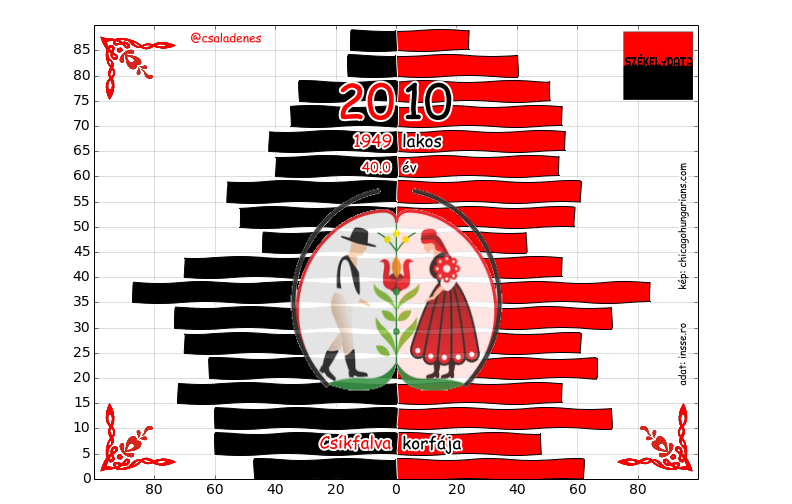 @csaladenes
SZÉKELYDATA
2010
1949 lakos
40.0 év
kép: chicagohungarians.com
adat: insse.ro
Csíkfalva korfája
85
80
75
70
65
60
55
50
45
40
35
30
25
20
15
10
5
0
80 60 40 20 0 20 40 60 80